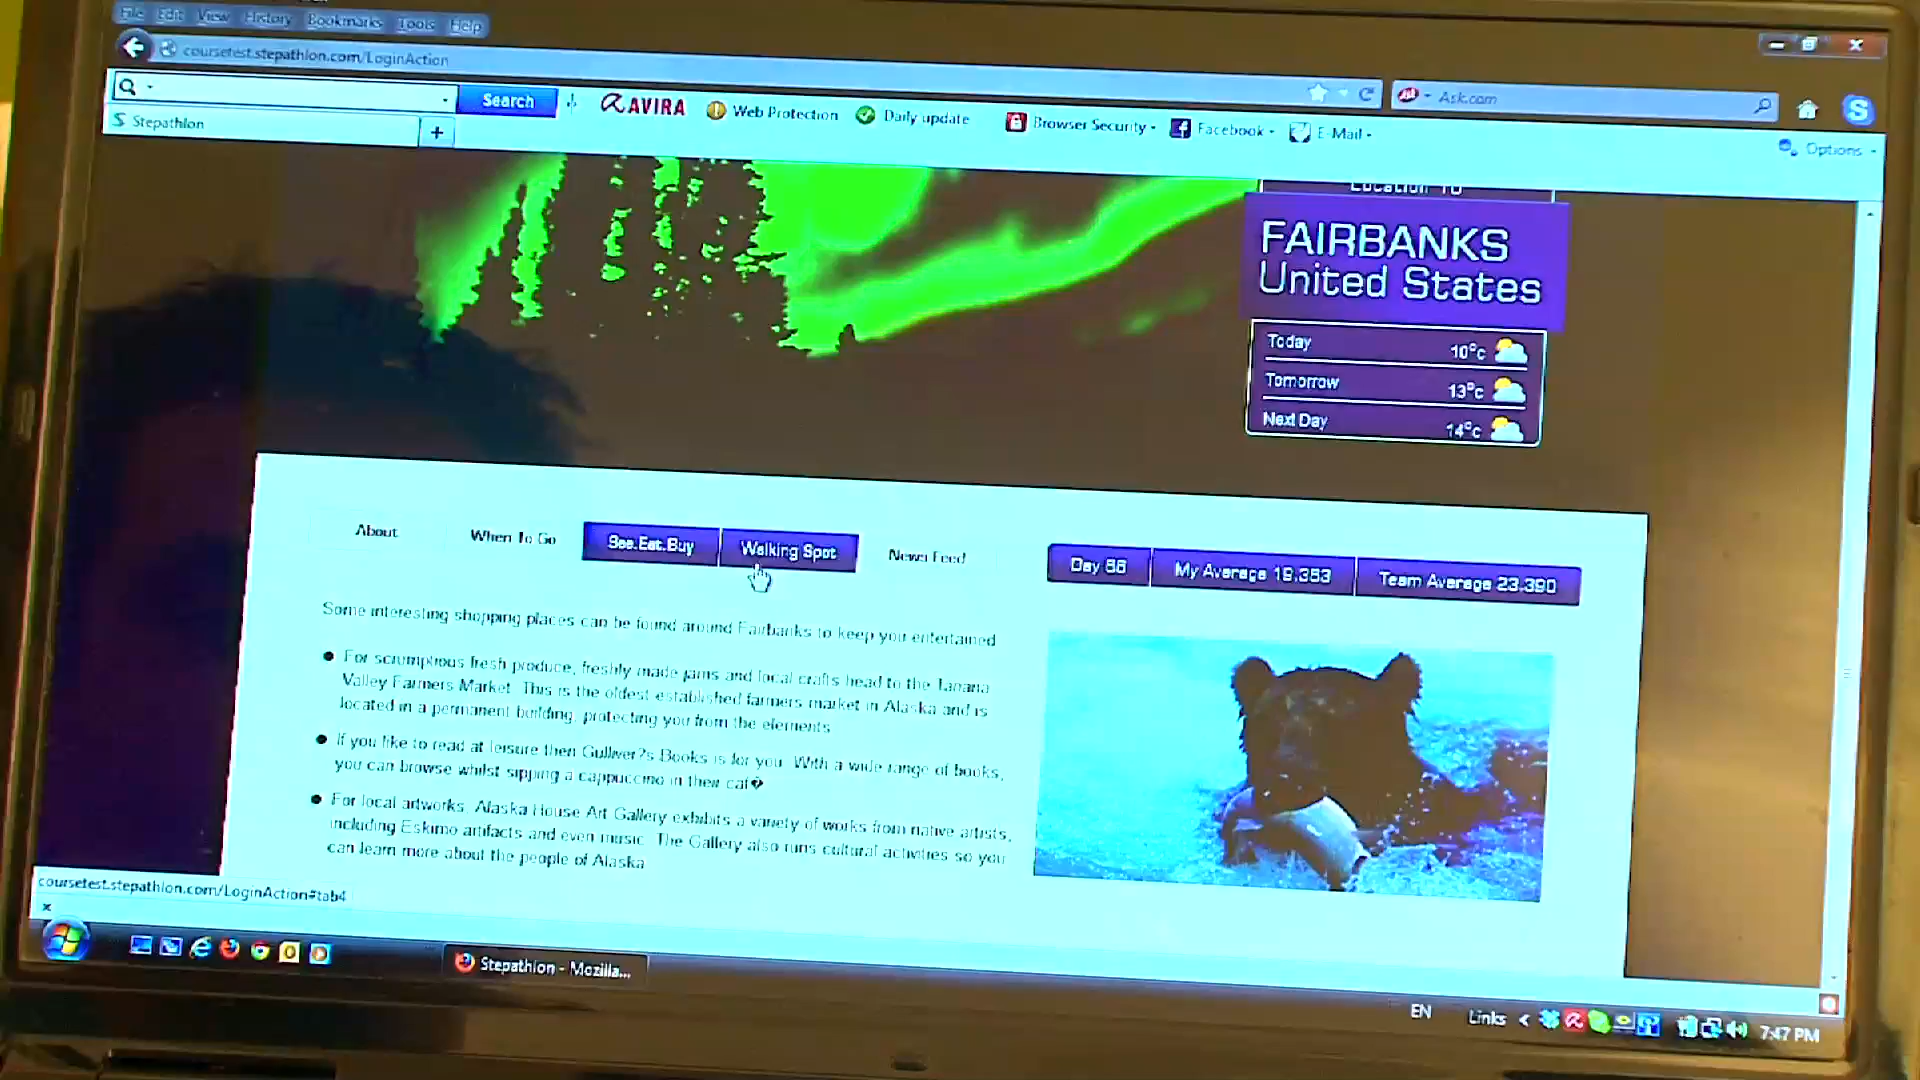 File Edit View History Bookmarks Tools Help
coursetest.stepathlon.com/LoginAction
Ask.com
Search AVIRA Web Protection Daily update Browser Security Facebook E-Mail
Stepathlon
Options
FAIRBANKS
United States
Today 10°c
Tomorrow 13°c
Next Day 14°c
About When To Go See.Eat.Buy Walking Spot News Feed
Team Average 23.390
Some interesting shopping places can be found around Fairbanks to keep you entertained
For scrumptious fresh produce, freshly made jams and local crafts head to the Tanana
Valley Farmers Market. This is the oldest established farmers market in Alaska and is
located in a permanent building, protecting you from the elements.
If you like to read at leisure then Gulliver?s Books is for you. With a wide range of books,
you can browse whilst sipping a cappuccino in their caf�
For local artworks, Alaska House Art Gallery exhibits a variety of works from native artists,
including Eskimo artifacts and even music. The Gallery also runs cultural activities so you
can learn more about the people of Alaska
coursetest.stepathlon.com/LoginAction#tab4
Stepathlon - Mozilla...
EN Links 7:47 PM